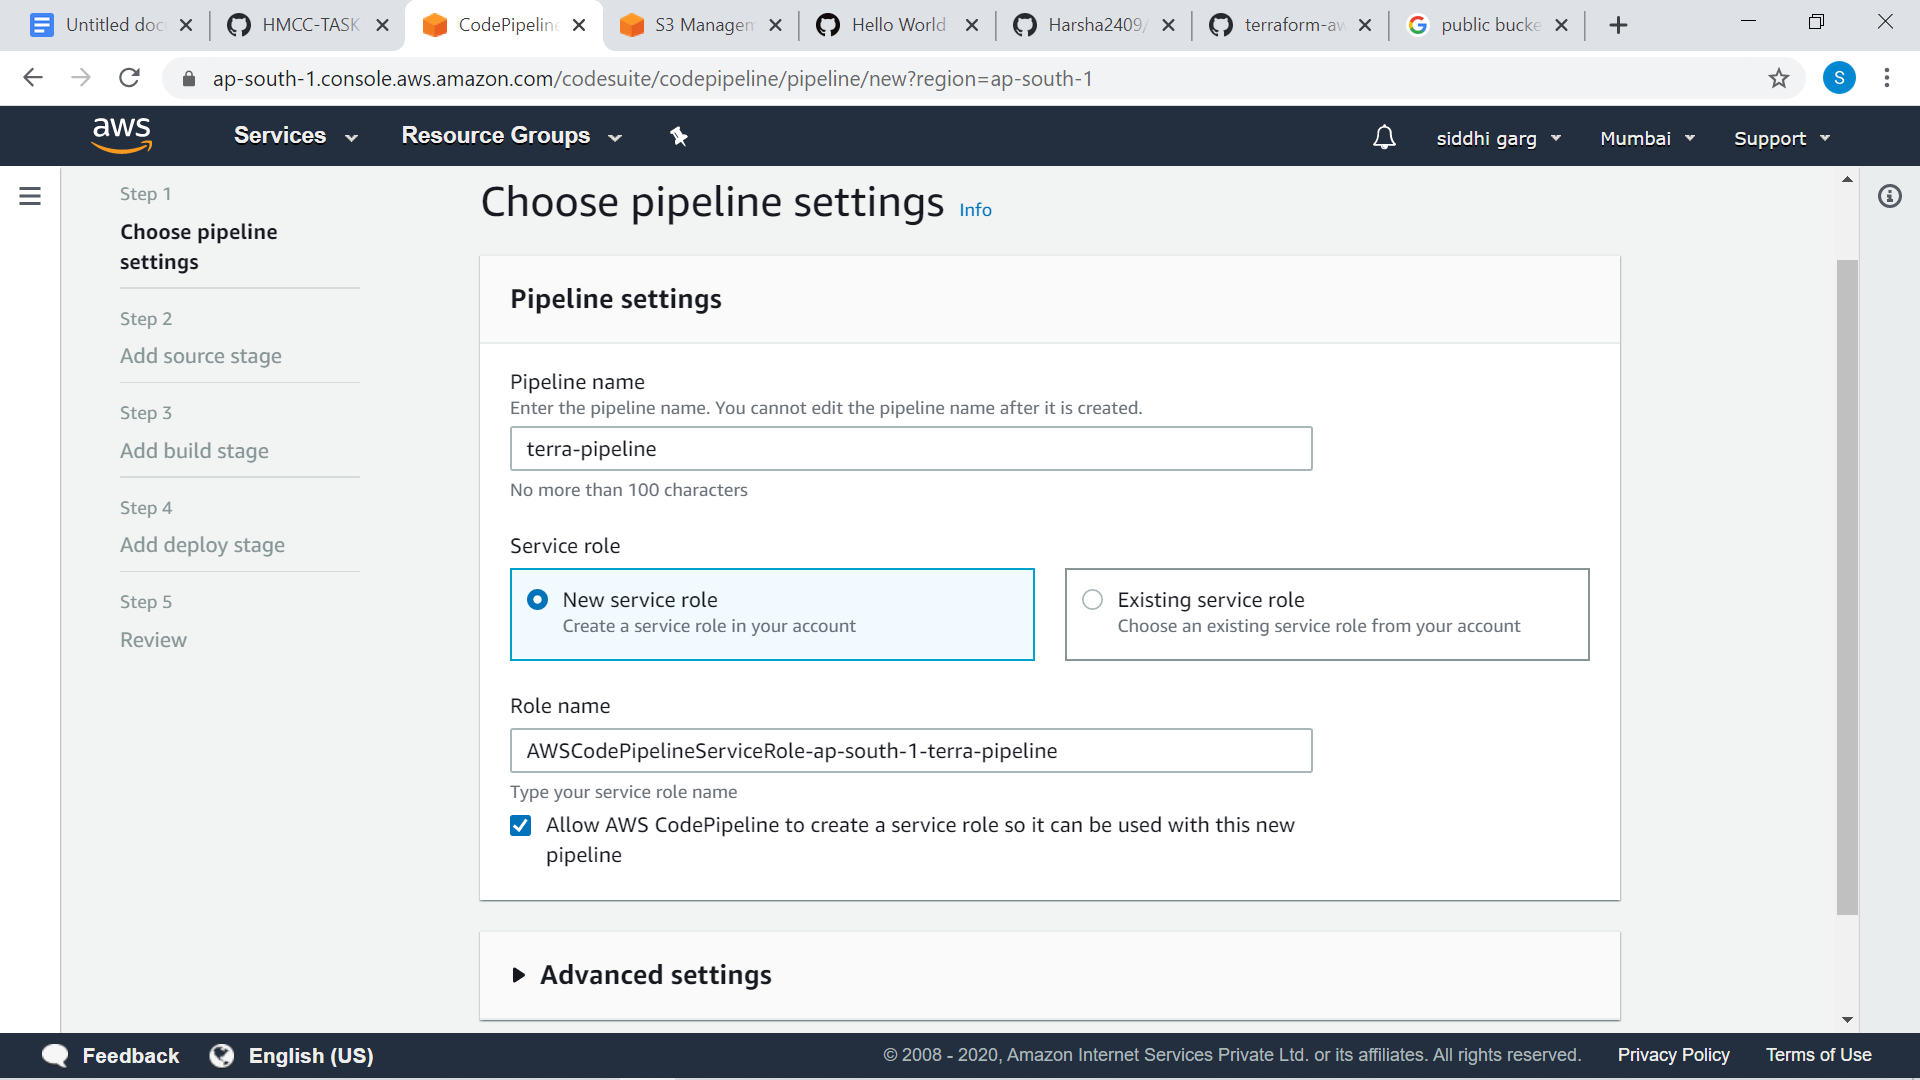 Untitled doc
HMCC-TASK
CodePipeline
S3 Managem
Hello World
Harsha2409/
terraform-aw
public bucke
ap-south-1.console.aws.amazon.com/codesuite/codepipeline/pipeline/new?region=ap-south-1
S
aws
Services
Resource Groups
siddhi garg
Mumbai
Support
Step 1
Choose pipeline
settings
Step 2
Add source stage
Step 3
Add build stage
Step 4
Add deploy stage
Step 5
Review
Choose pipeline settings Info
Pipeline settings
Pipeline name
Enter the pipeline name. You cannot edit the pipeline name after it is created.
terra-pipeline
No more than 100 characters
Service role
New service role
Create a service role in your account
Existing service role
Choose an existing service role from your account
Role name
AWSCodePipelineServiceRole-ap-south-1-terra-pipeline
Type your service role name
Allow AWS CodePipeline to create a service role so it can be used with this new
pipeline
Advanced settings
Feedback
English (US)
© 2008 - 2020, Amazon Internet Services Private Ltd. or its affiliates. All rights reserved.
Privacy Policy
Terms of Use